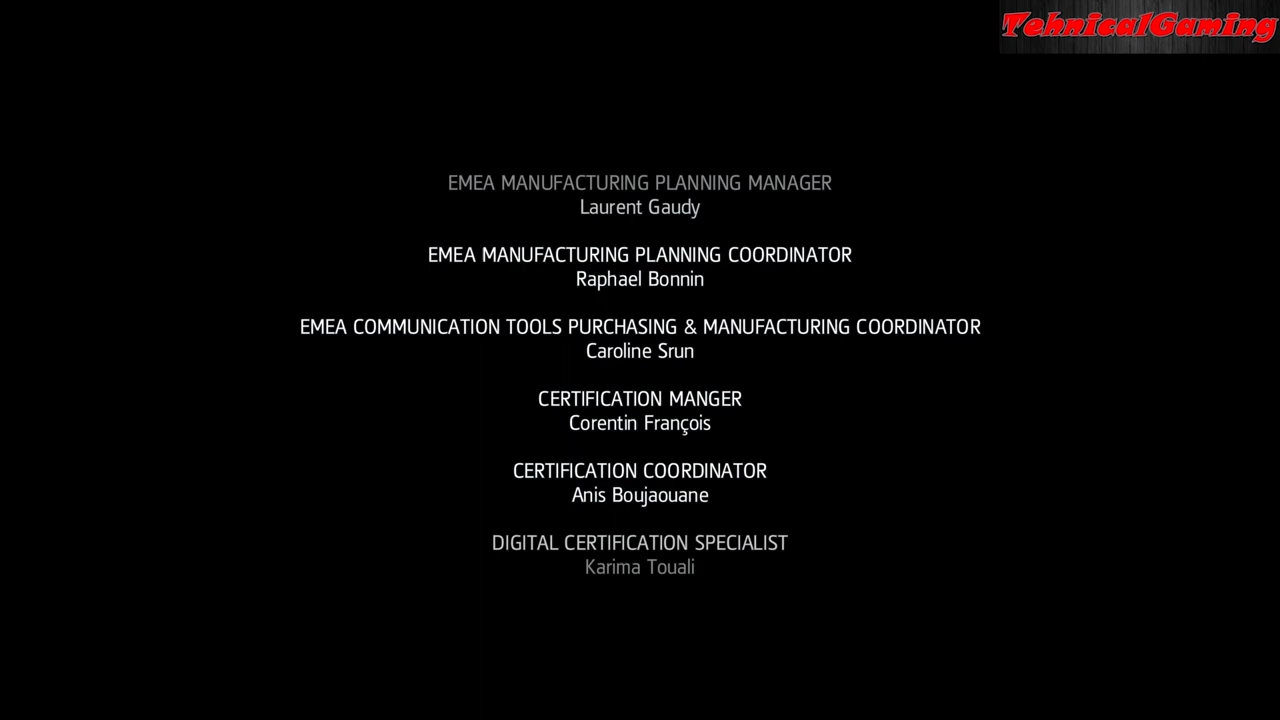 TehnicalGaming
EMEA MANUFACTURING PLANNING MANAGER
Laurent Gaudy
EMEA MANUFACTURING PLANNING COORDINATOR
Raphael Bonnin
EMEA COMMUNICATION TOOLS PURCHASING & MANUFACTURING COORDINATOR
Caroline Srun
CERTIFICATION MANGER
Corentin François
CERTIFICATION COORDINATOR
Anis Boujaouane
DIGITAL CERTIFICATION SPECIALIST
Karima Touali